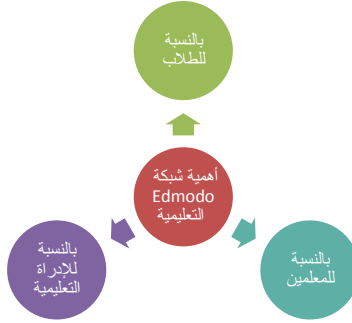 بالنسبة
للطلاب
أهمية شبكة
Edmodo
التعليمية
بالنسبة
للمعلمين
بالنسبة
للإدراة
التعليمية